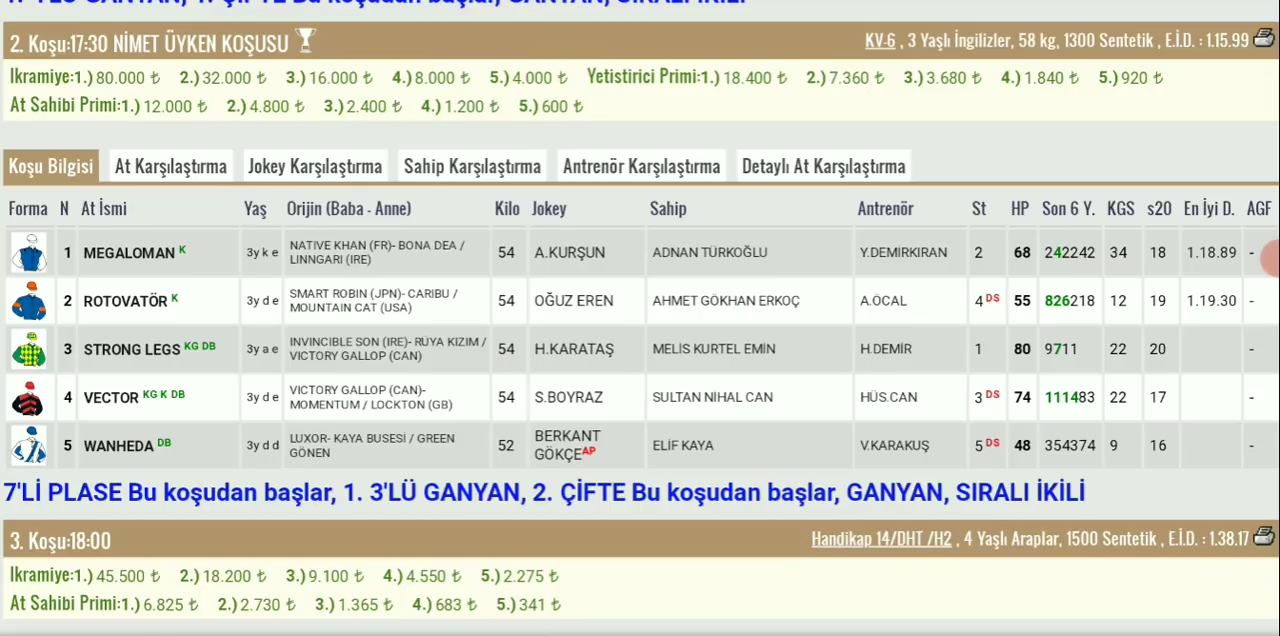 2. Koşu:17:30 NİMET ÜYKEN KOŞUSU KV-6 , 3 Yaşlı İngilizler, 58 kg, 1300 Sentetik , E.İ.D. : 1.15.99
Ikramiye:1.) 80.000 ₺ 2.) 32.000 ₺ 3.) 16.000 ₺ 4.) 8.000 ₺ 5.) 4.000 ₺ Yetistirici Primi:1.) 18.400 ₺ 2.) 7.360 ₺ 3.) 3.680 ₺ 4.) 1.840 ₺ 5.) 920 ₺
At Sahibi Primi:1.) 12.000 ₺ 2.) 4.800 ₺ 3.) 2.400 ₺ 4.) 1.200 ₺ 5.) 600 ₺
Koşu Bilgisi At Karşılaştırma Jokey Karşılaştırma Sahip Karşılaştırma Antrenör Karşılaştırma Detaylı At Karşılaştırma
Forma N At İsmi Yaş Orijin (Baba - Anne) Kilo Jokey Sahip Antrenör St HP Son 6 Y. KGS s20 En İyi D. AGF
1 MEGALOMAN K 3y k e NATIVE KHAN (FR)- BONA DEA / LINNGARI (IRE) 54 A.KURŞUN ADNAN TÜRKOĞLU Y.DEMİRKIRAN 2 68 242242 34 18 1.18.89 -
2 ROTOVATÖR K 3y d e SMART ROBIN (JPN)- CARIBU / MOUNTAIN CAT (USA) 54 OĞUZ EREN AHMET GÖKHAN ERKOÇ A.ÖCAL 4 DS 55 826218 12 19 1.19.30 -
3 STRONG LEGS KG DB 3y a e INVINCIBLE SON (IRE)- RÜYA KIZIM / VICTORY GALLOP (CAN) 54 H.KARATAŞ MELİS KURTEL EMİN H.DEMİR 1 80 9711 22 20 -
4 VECTOR KG K DB 3y d e VICTORY GALLOP (CAN)- MOMENTUM / LOCKTON (GB) 54 S.BOYRAZ SULTAN NİHAL CAN HÜS.CAN 3 DS 74 111483 22 17 -
5 WANHEDA DB 3y d d LUXOR- KAYA BUSESİ / GREEN GÖNEN 52 BERKANT GÖKÇE AP ELİF KAYA V.KARAKUŞ 5 DS 48 354374 9 16 -
7'Lİ PLASE Bu koşudan başlar, 1. 3'LÜ GANYAN, 2. ÇİFTE Bu koşudan başlar, GANYAN, SIRALI İKİLİ
3. Koşu:18:00 Handikap 14/DHT /H2 , 4 Yaşlı Araplar, 1500 Sentetik , E.İ.D. : 1.38.17
Ikramiye:1.) 45.500 ₺ 2.) 18.200 ₺ 3.) 9.100 ₺ 4.) 4.550 ₺ 5.) 2.275 ₺
At Sahibi Primi:1.) 6.825 ₺ 2.) 2.730 ₺ 3.) 1.365 ₺ 4.) 683 ₺ 5.) 341 ₺